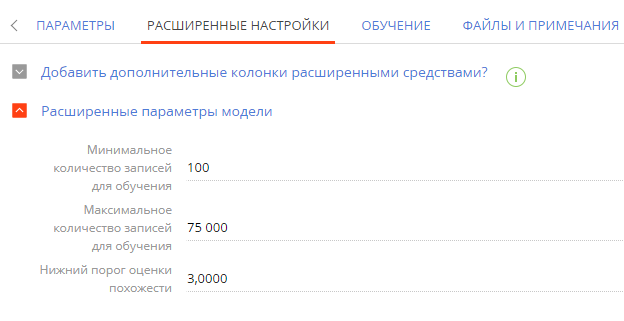 ПАРАМЕТРЫ РАСШИРЕННЫЕ НАСТРОЙКИ ОБУЧЕНИЕ ФАЙЛЫ И ПРИМЕЧАНИЯ
Добавить дополнительные колонки расширенными средствами?
Расширенные параметры модели
Минимальное
количество записей 100
для обучения
Максимальное
количество записей 75 000
для обучения
Нижний порог оценки 3,0000
похожести